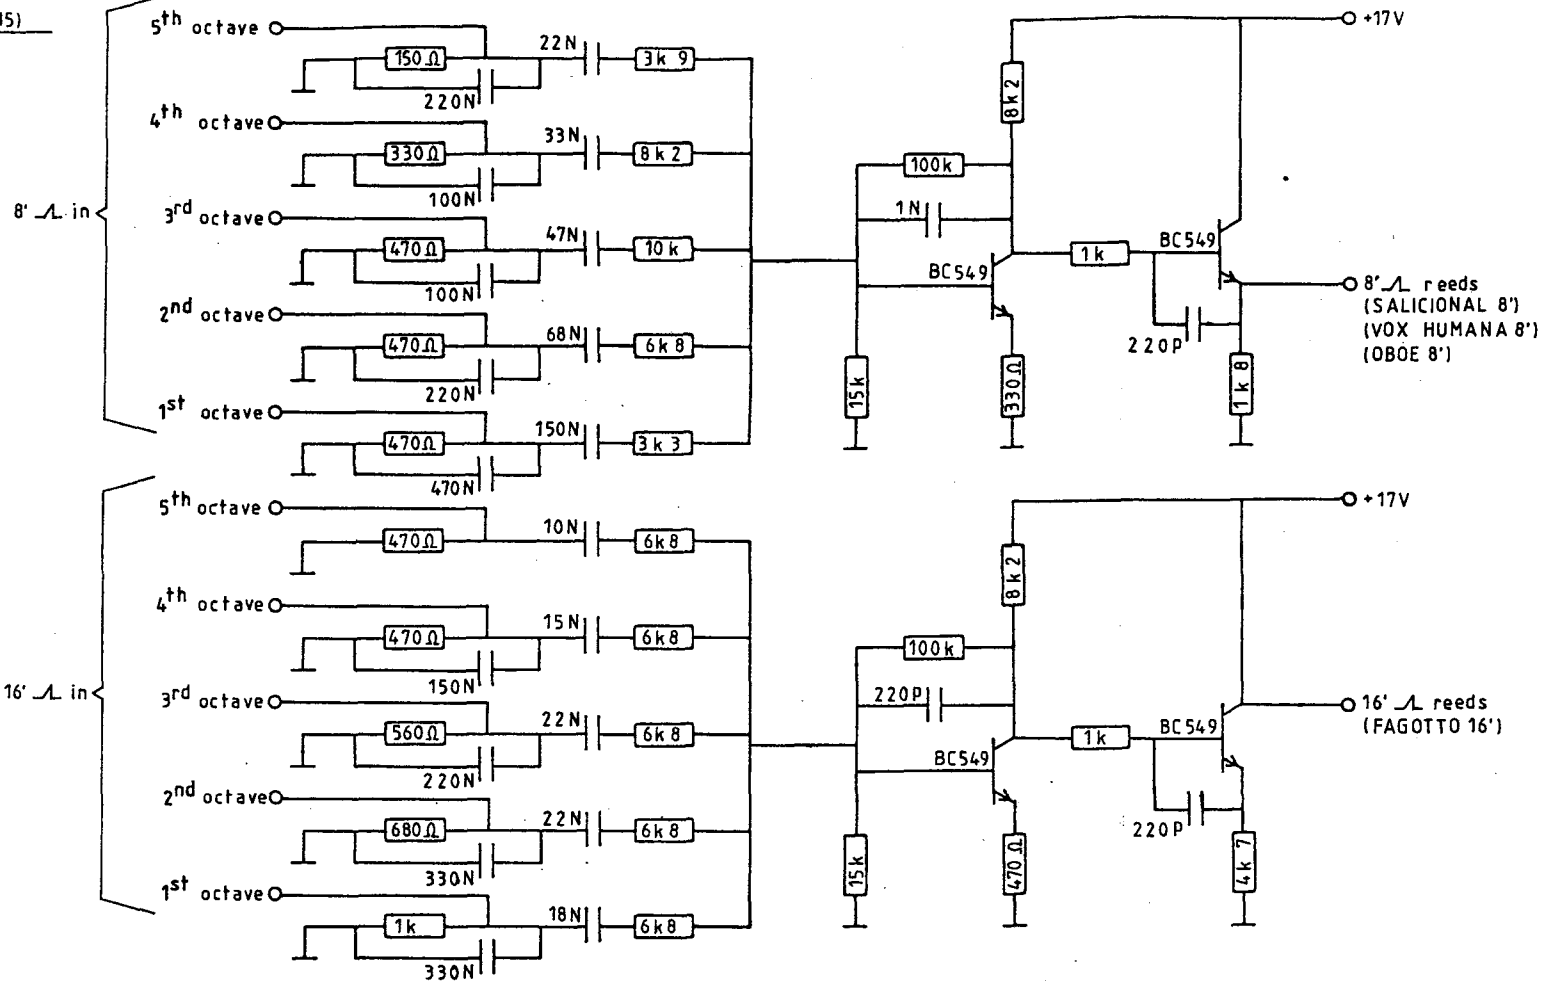 15)
5th octave
150Ω
220N
22N
3k9
4th octave
330Ω
100N
33N
8k2
8' in
3rd octave
470Ω
100N
47N
10k
2nd octave
470Ω
220N
68N
6k8
1st octave
470Ω
470N
150N
3k3
+17V
8k2
100k
1N
BC549
15k
330Ω
1k
BC549
220P
1k8
8' reeds
(SALICIONAL 8')
(VOX HUMANA 8')
(OBOE 8')
5th octave
470Ω
10N
6k8
4th octave
470Ω
150N
15N
6k8
16' in
3rd octave
560Ω
220N
22N
6k8
2nd octave
680Ω
330N
22N
6k8
1st octave
1k
330N
18N
6k8
+17V
8k2
100k
220P
BC549
15k
470Ω
1k
BC549
220P
4k7
16' reeds
(FAGOTTO 16')